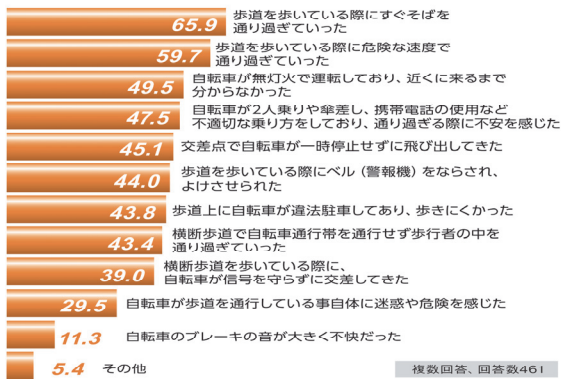 65.9 歩道を歩いている際にすぐそばを
通り過ぎていった
59.7 歩道を歩いている際に危険な速度で
通り過ぎていった
49.5 自転車が無灯火で運転しており、近くに来るまで
分からなかった
47.5 自転車が2人乗りや傘差し、携帯電話の使用など
不適切な乗り方をしており、通り過ぎる際に不安を感じた
45.1 交差点で自転車が一時停止せずに飛び出してきた
44.0 歩道を歩いている際にベル（警報機）をならされ、
よけさせられた
43.8 歩道上に自転車が違法駐車してあり、歩きにくかった
43.4 横断歩道で自転車通行帯を通行せず歩行者の中を
通り過ぎていった
39.0 横断歩道を歩いている際に、
自転車が信号を守らずに交差してきた
29.5 自転車が歩道を通行している事自体に迷惑や危険を感じた
11.3 自転車のブレーキの音が大きく不快だった
5.4 その他
複数回答、回答数461